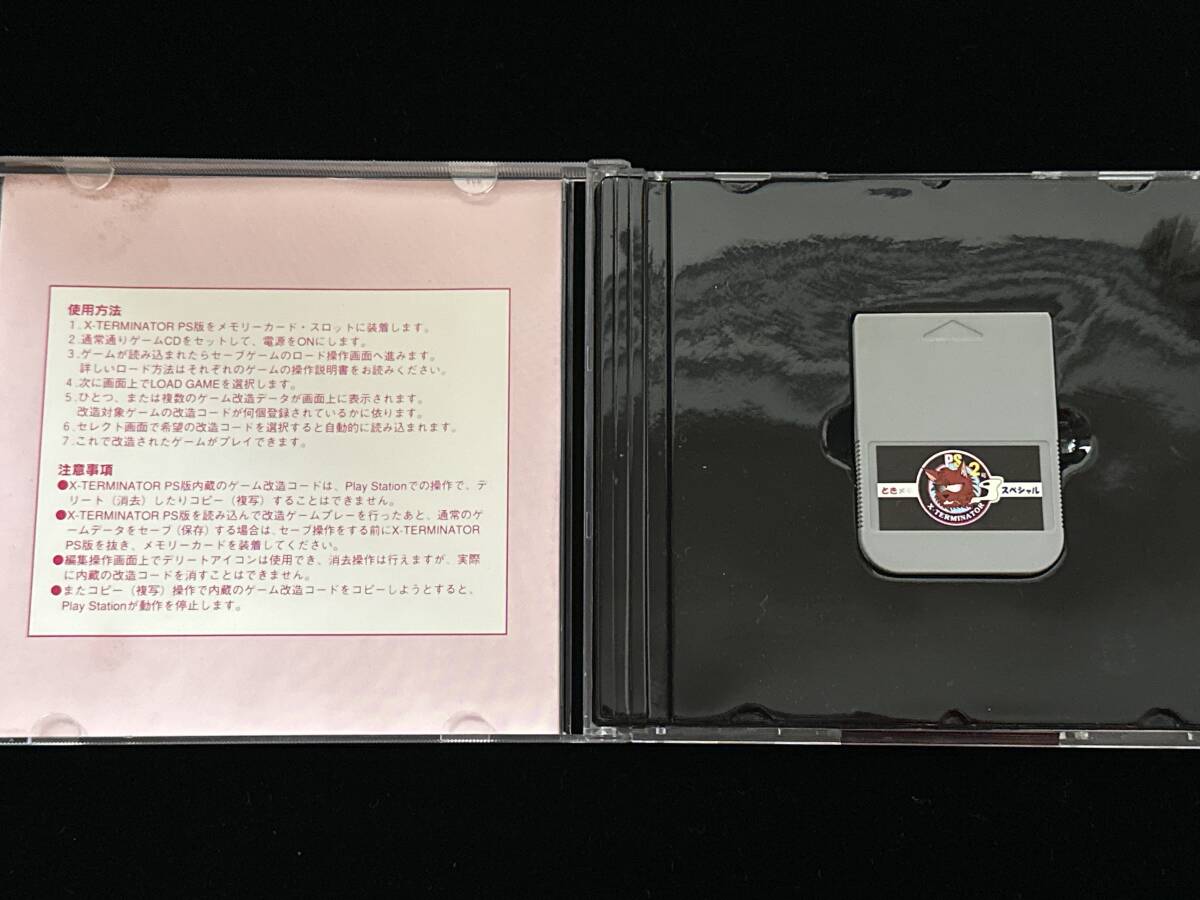 使用方法
1.X-TERMINATOR PS版をメモリーカード・スロットに装着します。
2.通常通りゲームCDをセットして、電源をONにします。
3.ゲームが読み込まれたらセーブゲームのロード操作画面へ進みます。
詳しいロード方法はそれぞれのゲームの操作説明書をお読みください。
4.次に画面上でLOAD GAMEを選択します。
5.ひとつ、または複数のゲーム改造データが画面上に表示されます。
改造対象ゲームの改造コードが何個登録されているかに依ります。
6.セレクト画面で希望の改造コードを選択すると自動的に読み込まれます。
7.これで改造されたゲームがプレイできます。
注意事項
●X-TERMINATOR PS版内蔵のゲーム改造コードは、Play Stationでの操作で、デ
リート（消去）したりコピー（複写）することはできません。
●X-TERMINATOR PS版を読み込んで改造ゲームプレーを行ったあと、通常のゲ
ームデータをセーブ（保存）する場合は、セーブ操作をする前にX-TERMINATOR
PS版を抜き、メモリーカードを装着してください。
●編集操作画面上でデリートアイコンは使用でき、消去操作は行えますが、実際
に内蔵の改造コードを消すことはできません。
●またコピー（複写）操作で内蔵のゲーム改造コードをコピーしようとすると、
Play Stationが動作を停止します。
PS
ときメモ
スペシャル
X-TERMINATOR